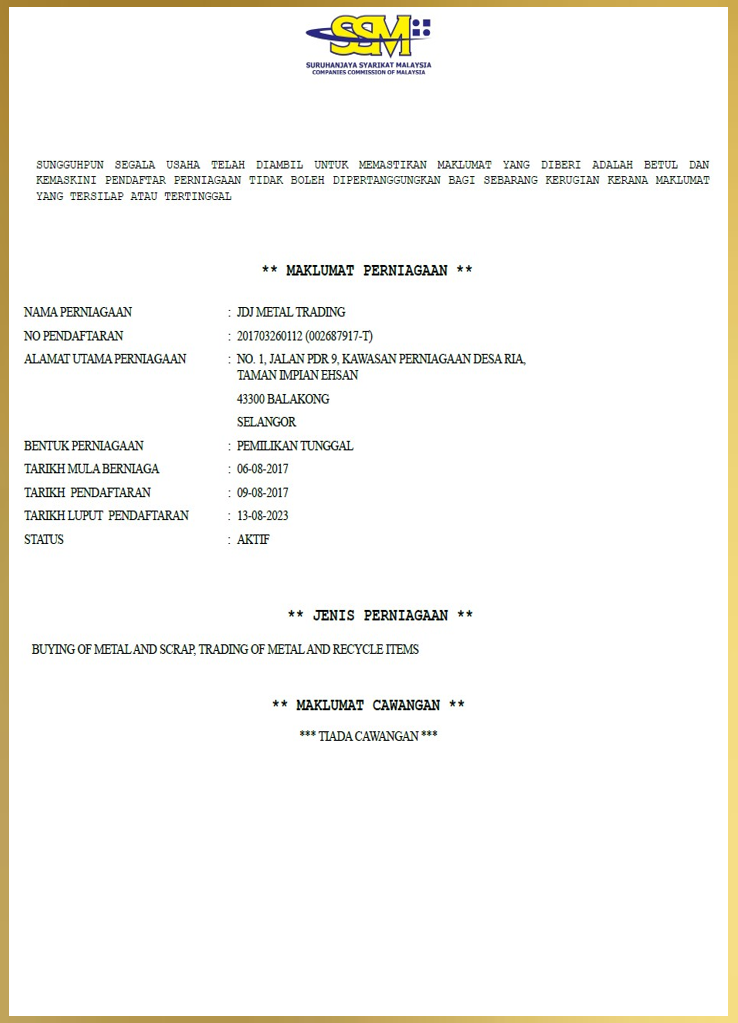 SSM
SURUHANJAYA SYARIKAT MALAYSIA
COMPANIES COMMISSION OF MALAYSIA
SUNGGUHPUN SEGALA USAHA TELAH DIAMBIL UNTUK MEMASTIKAN MAKLUMAT YANG DIBERI ADALAH BETUL DAN
KEMASKINI PENDAFTAR PERNIAGAAN TIDAK BOLEH DIPERTANGGUNGKAN BAGI SEBARANG KERUGIAN KERANA MAKLUMAT
YANG TERSILAP ATAU TERTINGGAL
** MAKLUMAT PERNIAGAAN **
NAMA PERNIAGAAN : JDJ METAL TRADING
NO PENDAFTARAN : 201703260112 (002687917-T)
ALAMAT UTAMA PERNIAGAAN : NO. 1, JALAN PDR 9, KAWASAN PERNIAGAAN DESA RIA,
TAMAN IMPIAN EHSAN
43300 BALAKONG
SELANGOR
BENTUK PERNIAGAAN : PEMILIKAN TUNGGAL
TARIKH MULA BERNIAGA : 06-08-2017
TARIKH PENDAFTARAN : 09-08-2017
TARIKH LUPUT PENDAFTARAN : 13-08-2023
STATUS : AKTIF
** JENIS PERNIAGAAN **
BUYING OF METAL AND SCRAP, TRADING OF METAL AND RECYCLE ITEMS
** MAKLUMAT CAWANGAN **
*** TIADA CAWANGAN ***